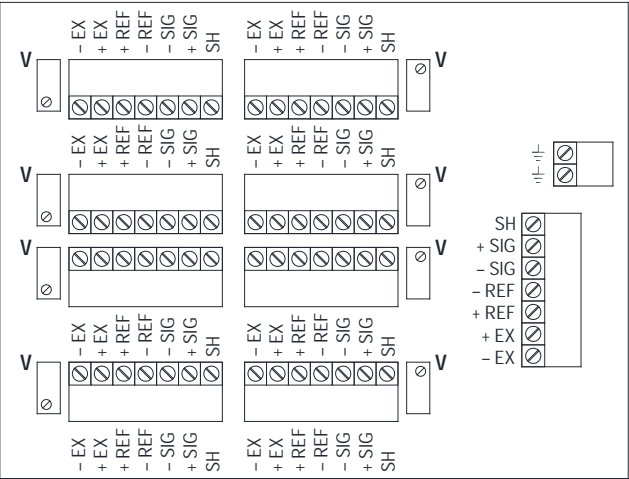 – EX + EX + REF – REF – SIG + SIG SH – EX + EX + REF – REF – SIG + SIG SH
V V
– EX + EX + REF – REF – SIG + SIG SH – EX + EX + REF – REF – SIG + SIG SH
V V
V V
– EX + EX + REF – REF – SIG + SIG SH – EX + EX + REF – REF – SIG + SIG SH
V V
– EX + EX + REF – REF – SIG + SIG SH – EX + EX + REF – REF – SIG + SIG SH
SH
+ SIG
– SIG
– REF
+ REF
+ EX
– EX